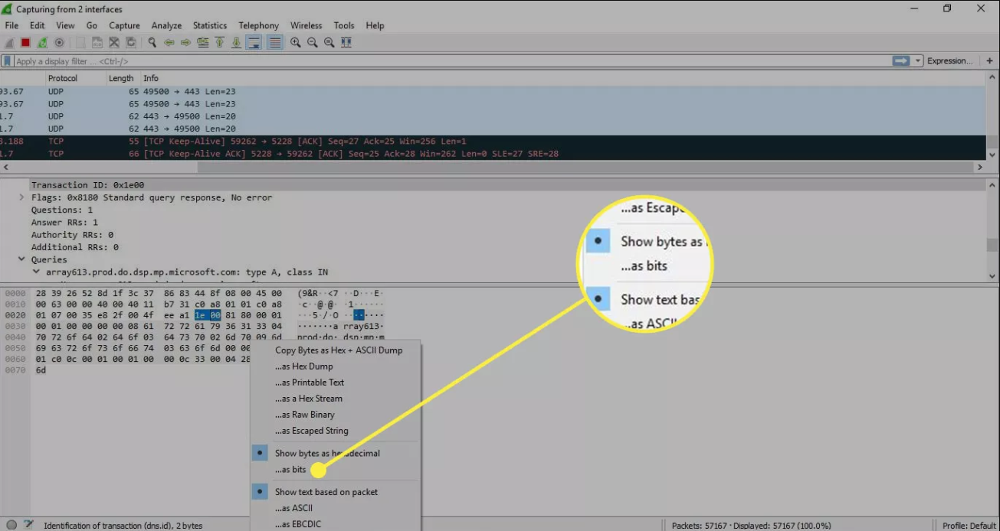 Capturing from 2 interfaces
File Edit View Go Capture Analyze Statistics Telephony Wireless Tools Help
Apply a display filter ... <Ctrl-/>
Expression... +
Protocol Length Info
93.67 UDP 65 49500 → 443 Len=23
93.67 UDP 65 49500 → 443 Len=23
1.7 UDP 62 443 → 49500 Len=20
1.7 UDP 62 443 → 49500 Len=20
3.188 TCP 55 [TCP Keep-Alive] 59262 → 5228 [ACK] Seq=27 Ack=25 Win=256 Len=1
1.7 TCP 66 [TCP Keep-Alive ACK] 5228 → 59262 [ACK] Seq=25 Ack=28 Win=262 Len=0 SLE=27 SRE=28
Transaction ID: 0x1e00
Flags: 0x8180 Standard query response, No error
Questions: 1
Answer RRs: 1
Authority RRs: 0
Additional RRs: 0
Queries
array613.prod.do.dsp.mp.microsoft.com: type A, class IN
0000 28 39 26 52 8d 1f 3c 37 86 83 44 8f 08 00 45 00 (9&R··<7 ··D···E·
0010 00 63 00 00 40 00 40 11 b7 31 c0 a8 01 01 c0 a8 ·c··@·@· ·1······
0020 01 07 00 35 e8 2f 00 4f ee a1 1e 00 81 80 00 01 ···5·/·O ········
0030 00 01 00 00 00 00 08 61 72 72 61 79 36 31 33 04 ·······a rray613·
0040 70 72 6f 64 02 64 6f 03 64 73 70 02 6d 70 09 6d prod·do· dsp·mp·m
0050 69 63 72 6f 73 6f 66 74 03 63 6f 6d 00 00
0060 01 c0 0c 00 01 00 01 00 00 0c 33 00 04 28
0070 6d
Copy Bytes as Hex + ASCII Dump
...as Hex Dump
...as Printable Text
...as a Hex Stream
...as Raw Binary
...as Escaped String
Show bytes as hexadecimal
...as bits
Show text based on packet
...as ASCII
...as EBCDIC
...as Escape
Show bytes as
...as bits
Show text bas
...as ASCII
Identification of transaction (dns.id), 2 bytes
Packets: 57167 · Displayed: 57167 (100.0%)
Profile: Default